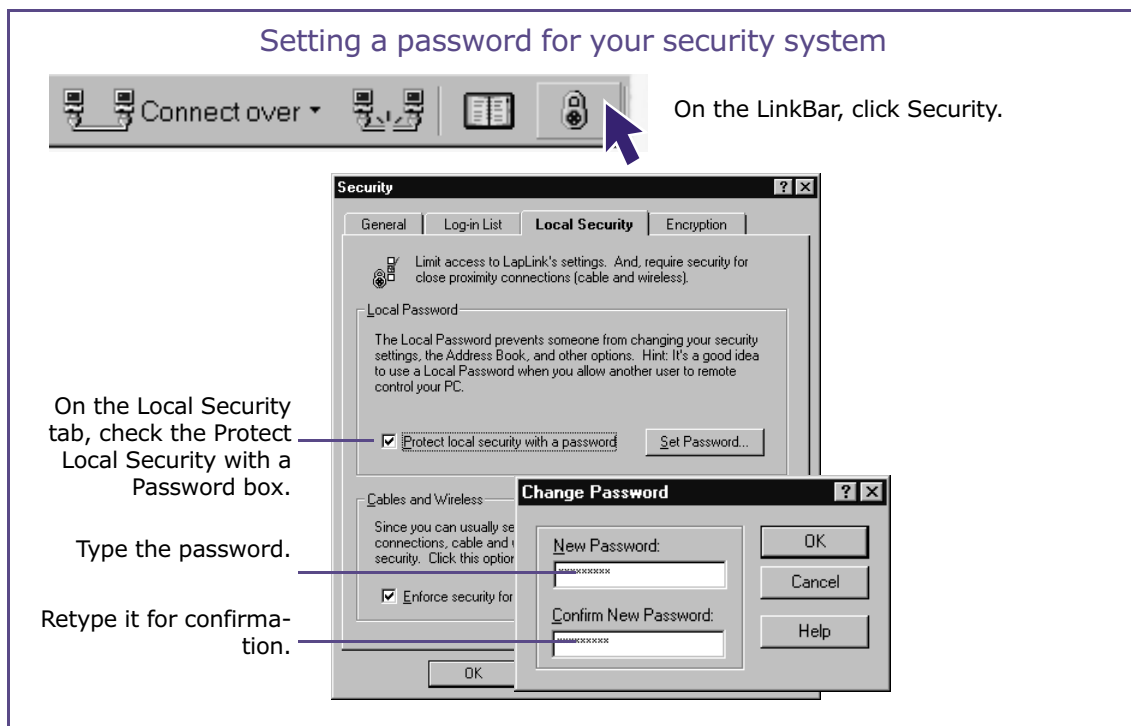 Setting a password for your security system
Connect over
On the LinkBar, click Security.
Security
General
Log-in List
Local Security
Encryption
Limit access to LapLink's settings. And, require security for
close proximity connections (cable and wireless).
Local Password
The Local Password prevents someone from changing your security
settings, the Address Book, and other options. Hint: It's a good idea
to use a Local Password when you allow another user to remote
control your PC.
On the Local Security
tab, check the Protect
Local Security with a
Password box.
Protect local security with a password
Set Password...
Cables and Wireless
Since you can usually se
connections, cable and
security. Click this option
Enforce security for
OK
Change Password
Type the password.
New Password:
*********
Retype it for confirma-
tion.
Confirm New Password:
*********
OK
Cancel
Help